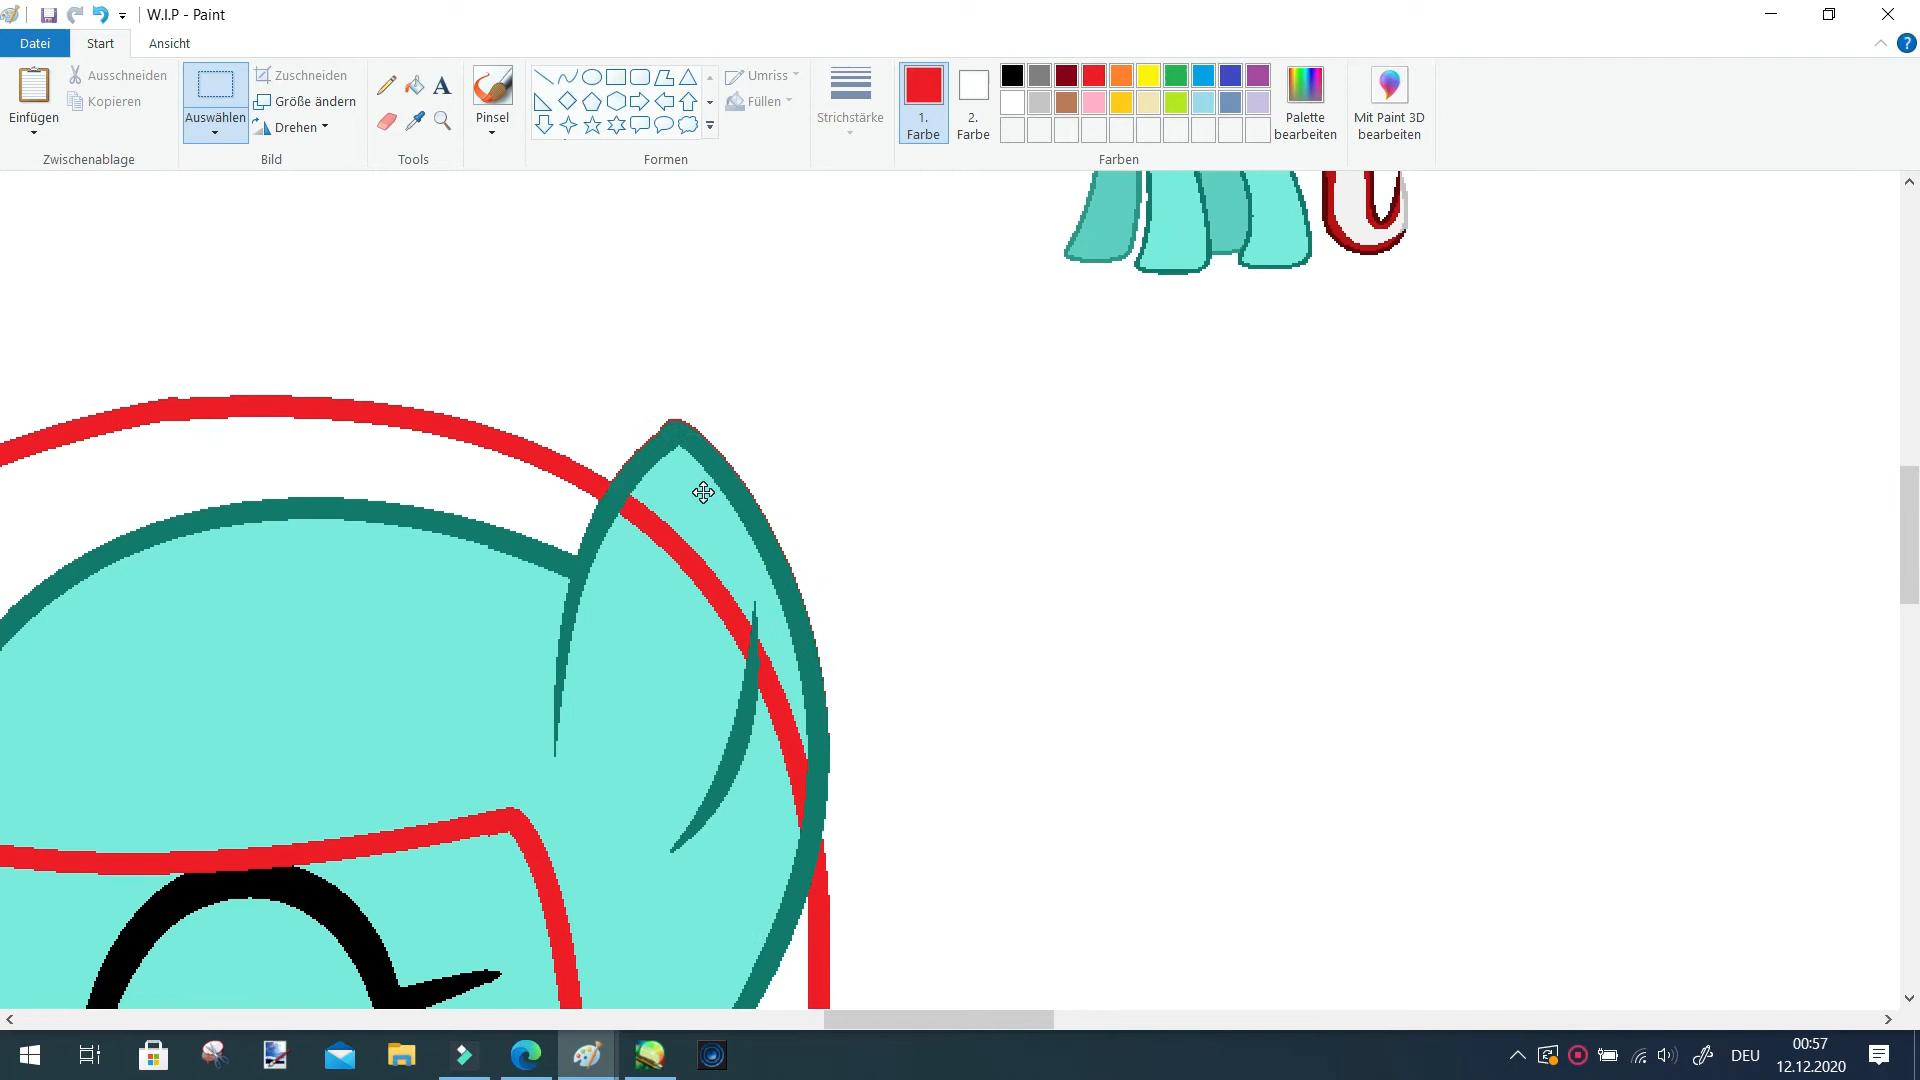 W.I.P - Paint
Datei Start Ansicht
Einfügen
Ausschneiden
Kopieren
Zwischenablage
Auswählen
Zuschneiden
Größe ändern
Drehen
Bild
Tools
Pinsel
Formen
Umriss
Füllen
Strichstärke
1.
Farbe
2.
Farbe
Palette
bearbeiten
Farben
Mit Paint 3D
bearbeiten
DEU
00:57
12.12.2020